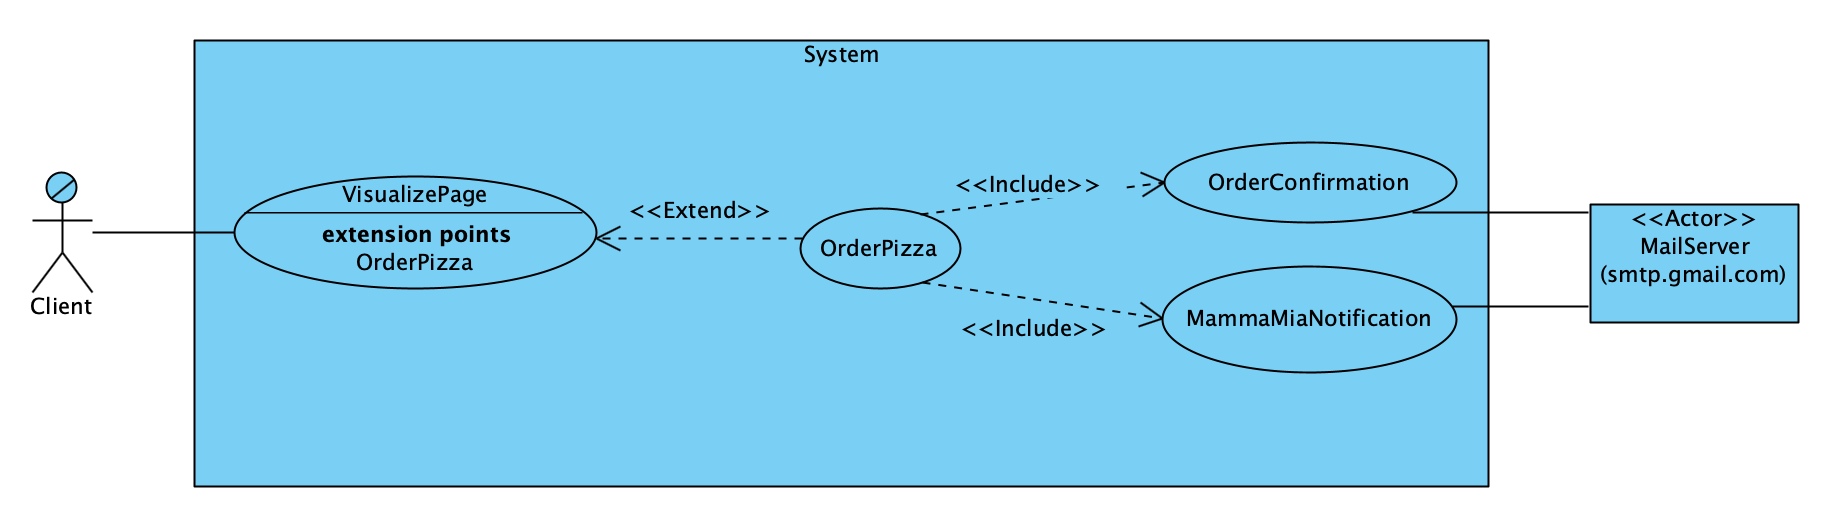 System
Client
VisualizePage
extension points
OrderPizza
<<Extend>>
OrderPizza
<<Include>>
<<Include>>
OrderConfirmation
MammaMiaNotification
<<Actor>>
MailServer
(smtp.gmail.com)